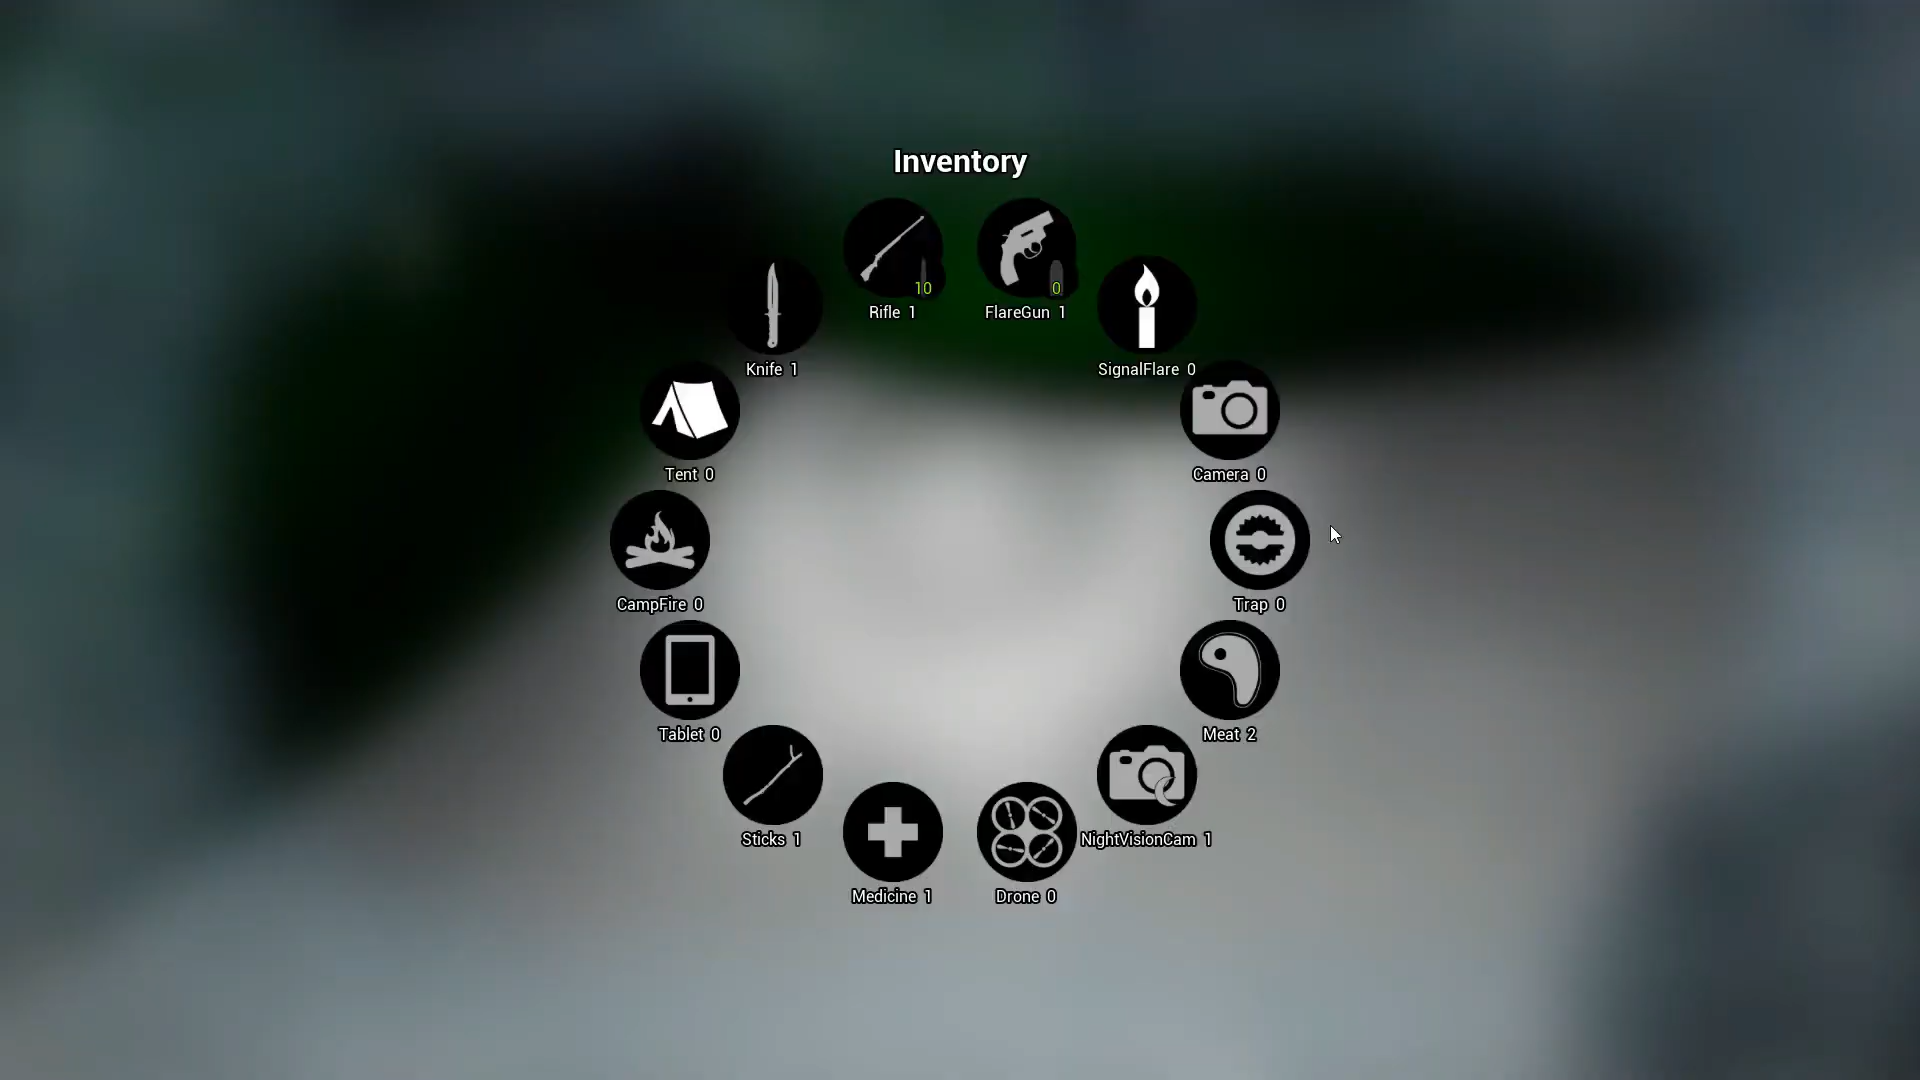 Inventory
10
Rifle 1
0
FlareGun 1
Knife 1
SignalFlare 0
Tent 0
Camera 0
CampFire 0
Trap 0
Tablet 0
Meat 2
Sticks 1
NightVisionCam 1
Medicine 1
Drone 0